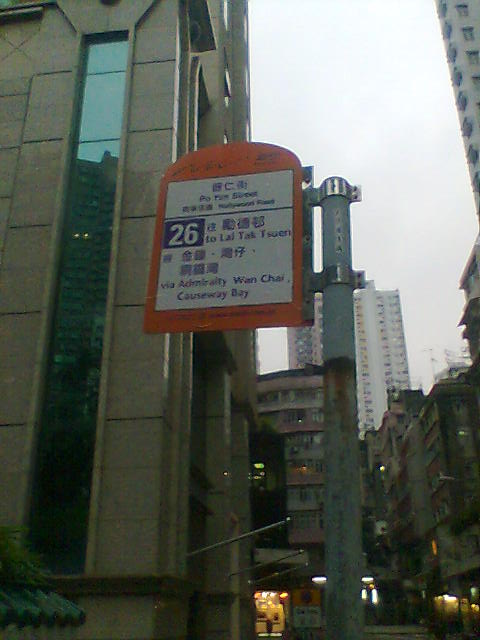 普仁街
Po Yan Street
荷李活道 Hollywood Road
26 往 勵德邨
to Lai Tak Tsuen
經 金鐘、灣仔、
銅鑼灣
via Admiralty Wan Chai,
Causeway Bay